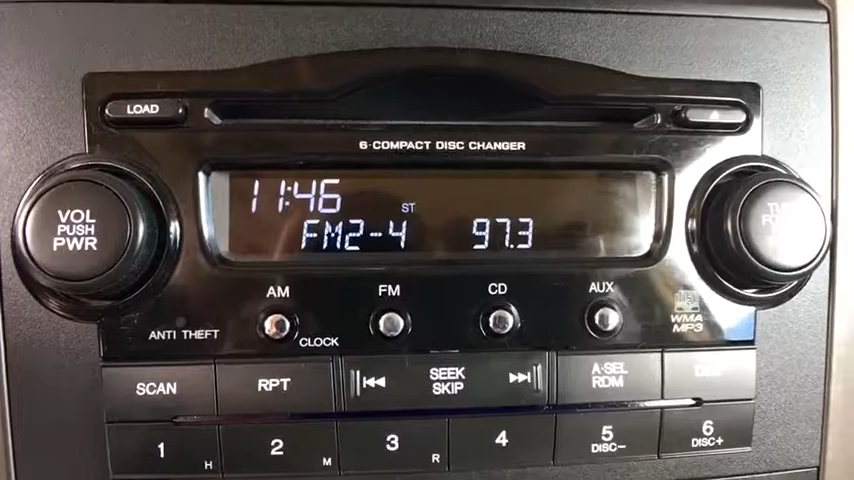 LOAD
6·COMPACT DISC CHANGER
11:46
ST
FM2-4 97.3
VOL
PUSH
PWR
AM FM CD AUX
ANTI THEFT
CLOCK
WMA
MP3
SCAN RPT SEEK
SKIP A·SEL
RDM
1 H 2 M 3 R 4 5
DISC− 6
DISC+